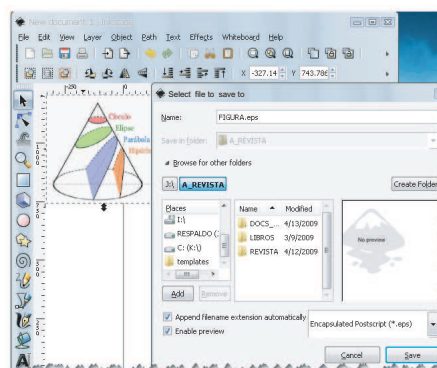 New document 1 - Inkscape
File Edit View Layer Object Path Text Effects Whiteboard Help
X -327.14 Y 743.786
Círculo
Elipse
Parábola
Select file to save to
Name: FIGURA.eps
Save in folder: A_REVISTA
Browse for other folders
J:\ A_REVISTA
Create Folder
Places
I:\
RESPALDO (
C: (K:\)
templates
Add Remove
Name Modified
DOCS_... 4/13/2009
LIBROS 3/9/2009
REVISTA 4/12/2009
No preview
Append filename extension automatically
Enable preview
Encapsulated Postscript (*.eps)
Cancel Save